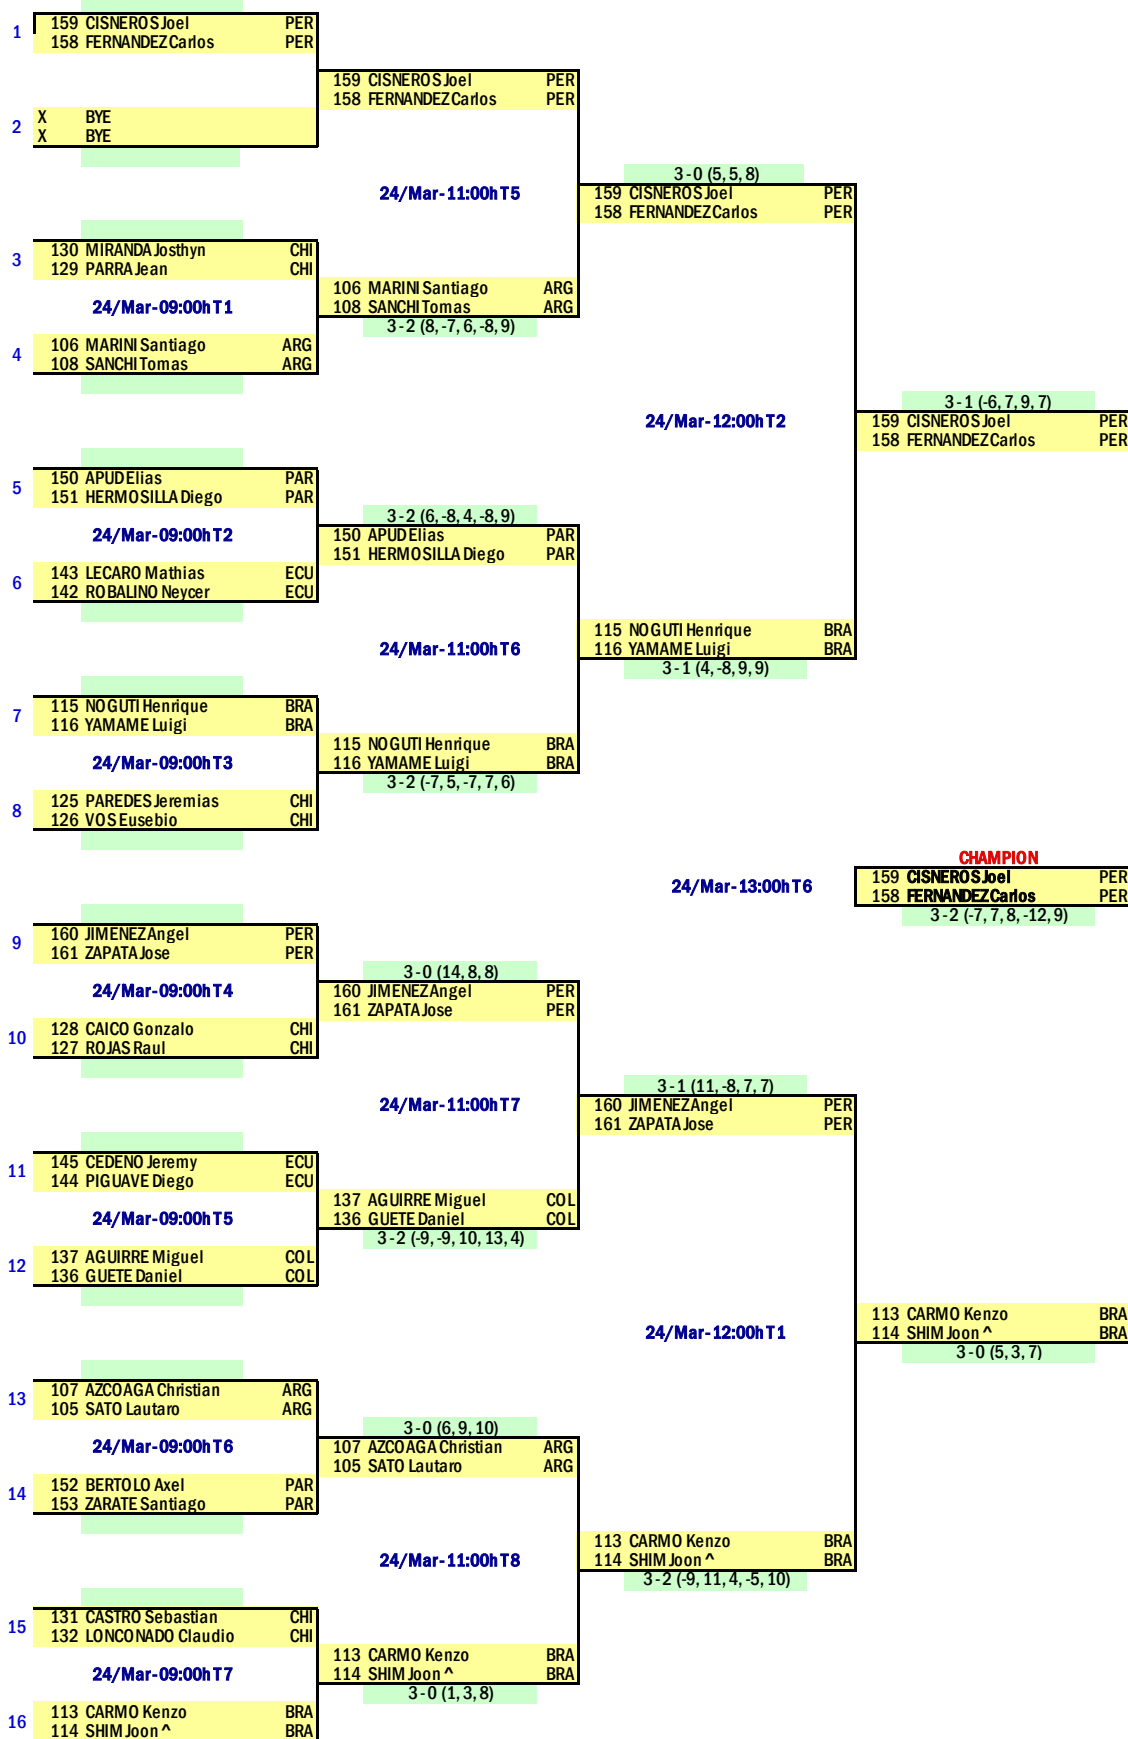 1
159 CISNEROS Joel PER
158 FERNANDEZ Carlos PER
159 CISNEROS Joel PER
158 FERNANDEZ Carlos PER
2
X BYE
X BYE
24/Mar-11:00h T5
3-0 (5, 5, 8)
159 CISNEROS Joel PER
158 FERNANDEZ Carlos PER
3
130 MIRANDA Josthyn CHI
129 PARRA Jean CHI
24/Mar-09:00h T1
106 MARINI Santiago ARG
108 SANCHI Tomas ARG
3-2 (8, -7, 6, -8, 9)
4
106 MARINI Santiago ARG
108 SANCHI Tomas ARG
24/Mar-12:00h T2
3-1 (-6, 7, 9, 7)
159 CISNEROS Joel PER
158 FERNANDEZ Carlos PER
5
150 APUD Elias PAR
151 HERMOSILLA Diego PAR
24/Mar-09:00h T2
3-2 (6, -8, 4, -8, 9)
150 APUD Elias PAR
151 HERMOSILLA Diego PAR
6
143 LECARO Mathias ECU
142 ROBALINO Neycer ECU
24/Mar-11:00h T6
115 NOGUTI Henrique BRA
116 YAMAME Luigi BRA
3-1 (4, -8, 9, 9)
7
115 NOGUTI Henrique BRA
116 YAMAME Luigi BRA
24/Mar-09:00h T3
115 NOGUTI Henrique BRA
116 YAMAME Luigi BRA
3-2 (-7, 5, -7, 7, 6)
8
125 PAREDES Jeremias CHI
126 VOS Eusebio CHI
24/Mar-13:00h T6
CHAMPION
159 CISNEROS Joel PER
158 FERNANDEZ Carlos PER
3-2 (-7, 7, 8, -12, 9)
9
160 JIMENEZ Angel PER
161 ZAPATA Jose PER
24/Mar-09:00h T4
3-0 (14, 8, 8)
160 JIMENEZ Angel PER
161 ZAPATA Jose PER
10
128 CAICO Gonzalo CHI
127 ROJAS Raul CHI
24/Mar-11:00h T7
3-1 (11, -8, 7, 7)
160 JIMENEZ Angel PER
161 ZAPATA Jose PER
11
145 CEDENO Jeremy ECU
144 PIGUAVE Diego ECU
24/Mar-09:00h T5
137 AGUIRRE Miguel COL
136 GUETE Daniel COL
3-2 (-9, -9, 10, 13, 4)
12
137 AGUIRRE Miguel COL
136 GUETE Daniel COL
24/Mar-12:00h T1
113 CARMO Kenzo BRA
114 SHIM Joon ^ BRA
3-0 (5, 3, 7)
13
107 AZCOAGA Christian ARG
105 SATO Lautaro ARG
24/Mar-09:00h T6
3-0 (6, 9, 10)
107 AZCOAGA Christian ARG
105 SATO Lautaro ARG
14
152 BERTOLO Axel PAR
153 ZARATE Santiago PAR
24/Mar-11:00h T8
113 CARMO Kenzo BRA
114 SHIM Joon ^ BRA
3-2 (-9, 11, 4, -5, 10)
15
131 CASTRO Sebastian CHI
132 LONCONADO Claudio CHI
24/Mar-09:00h T7
113 CARMO Kenzo BRA
114 SHIM Joon ^ BRA
3-0 (1, 3, 8)
16
113 CARMO Kenzo BRA
114 SHIM Joon ^ BRA